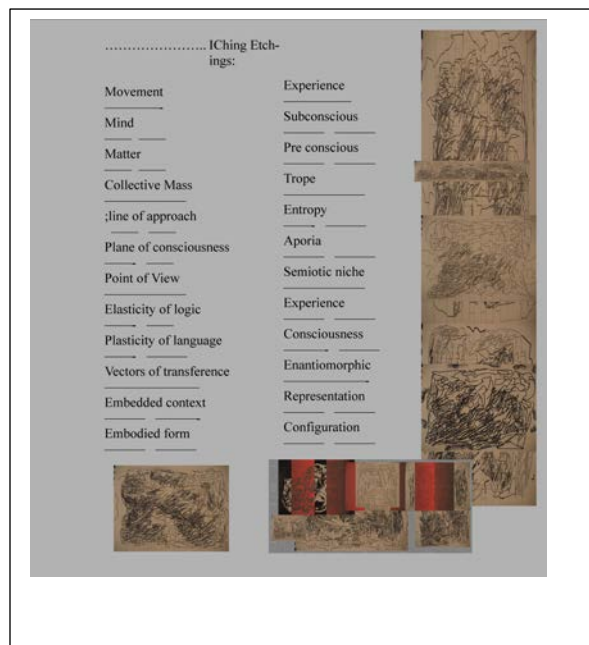 ........................ IChing Etch-
ings:
Movement
Mind
Matter
Collective Mass
;line of approach
Plane of consciousness
Point of View
Elasticity of logic
Plasticity of language
Vectors of transference
Embedded context
Embodied form
Experience
Subconscious
Pre conscious
Trope
Entropy
Aporia
Semiotic niche
Experience
Consciousness
Enantiomorphic
Representation
Configuration